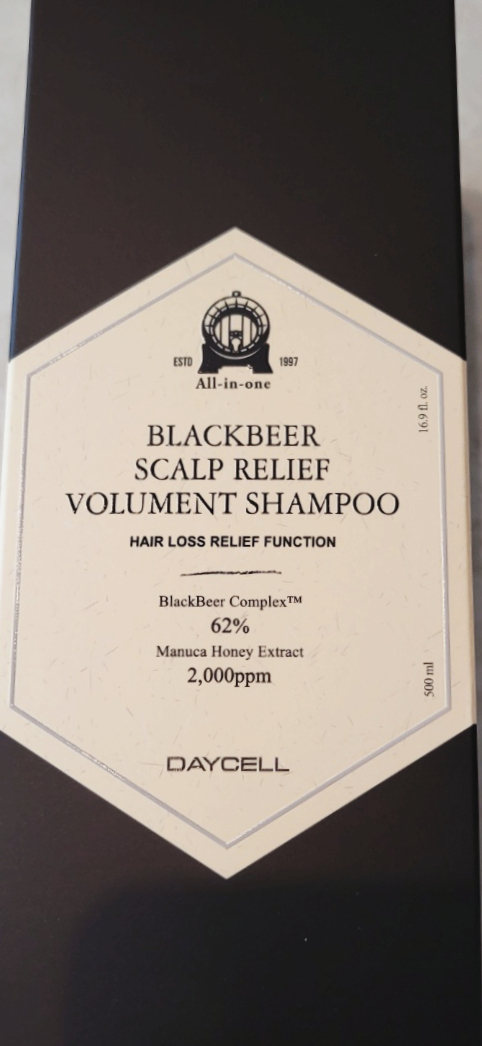 ESTD 1997
All-in-one
BLACKBEER
SCALP RELIEF
VOLUMENT SHAMPOO
HAIR LOSS RELIEF FUNCTION
BlackBeer Complex™
62%
Manuca Honey Extract
2,000ppm
DAYCELL
16.9 fl. oz.
500 ml